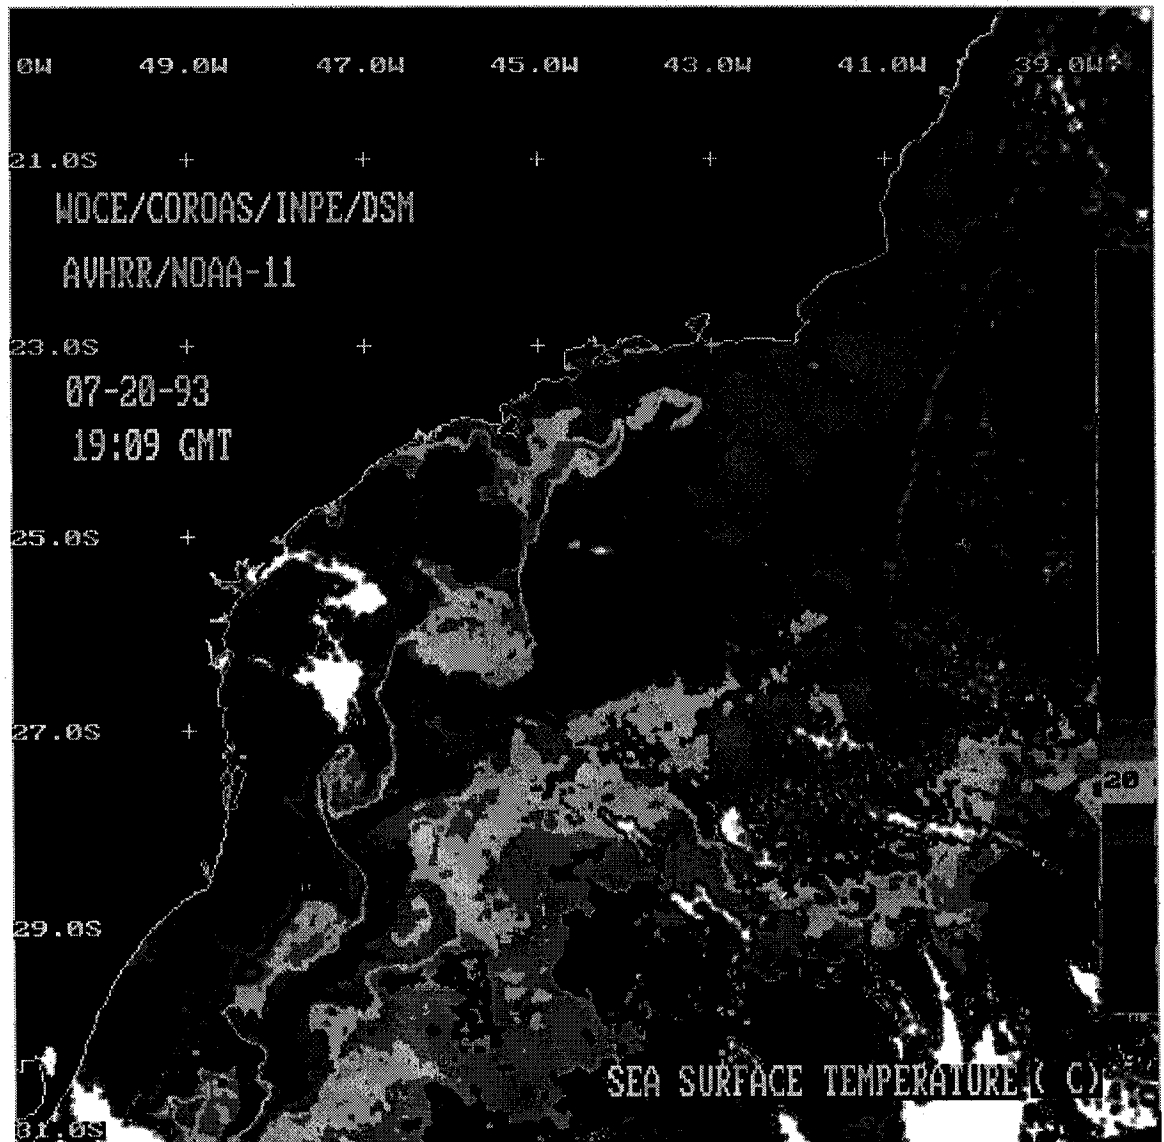 0W 49.0W 47.0W 45.0W 43.0W 41.0W 39.0W
21.0S
WOCE/COROAS/INPE/DSM
AVHRR/NOAA-11
23.0S
07-20-93
19:09 GMT
25.0S
27.0S
20
29.0S
SEA SURFACE TEMPERATURE ( C)
31.0S